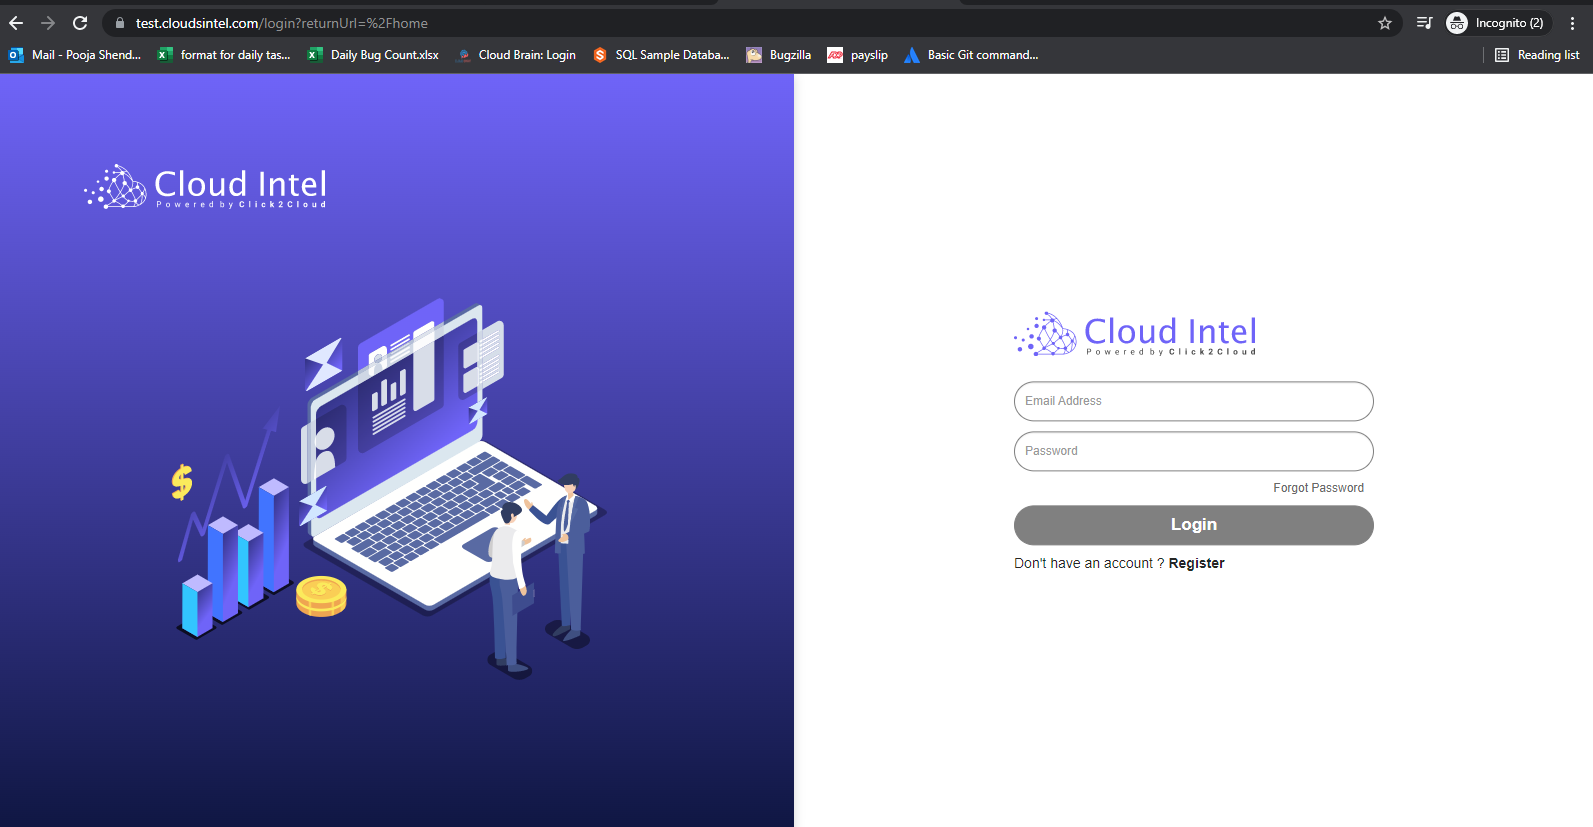 test.cloudsintel.com/login?returnUrl=%2Fhome
Incognito (2)
Mail - Pooja Shend...
format for daily tas...
Daily Bug Count.xlsx
Cloud Brain: Login
SQL Sample Databa...
Bugzilla
payslip
Basic Git command...
Reading list
Cloud Intel
Powered by Click2Cloud
Cloud Intel
Powered by Click2Cloud
Email Address
Password
Forgot Password
Login
Don't have an account ? Register